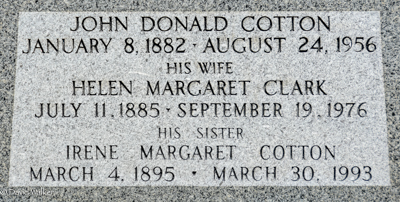 JOHN DONALD COTTON
JANUARY 8, 1882 · AUGUST 24, 1956
HIS WIFE
HELEN MARGARET CLARK
JULY 11, 1885 · SEPTEMBER 19, 1976
HIS SISTER
IRENE MARGARET COTTON
MARCH 4, 1895 · MARCH 30, 1993